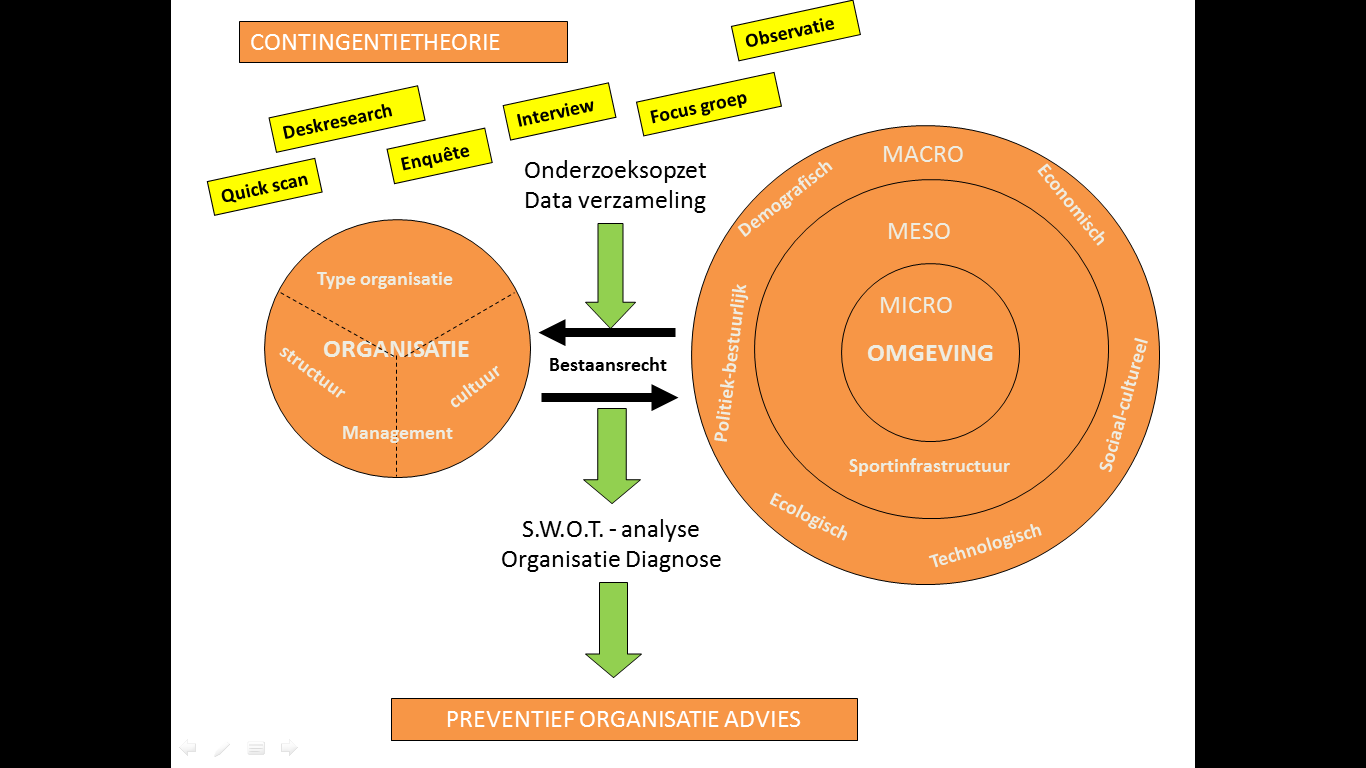 CONTINGENTIETHEORIE
Observatie
Deskresearch
Interview
Focus groep
Enquête
Quick scan
Onderzoeksopzet
Data verzameling
Type organisatie
ORGANISATIE
structuur
cultuur
Management
Bestaansrecht
MACRO
Demografisch
Economisch
MESO
MICRO
OMGEVING
Politiek-bestuurlijk
Sociaal-cultureel
Sportinfrastructuur
Ecologisch
Technologisch
S.W.O.T. - analyse
Organisatie Diagnose
PREVENTIEF ORGANISATIE ADVIES